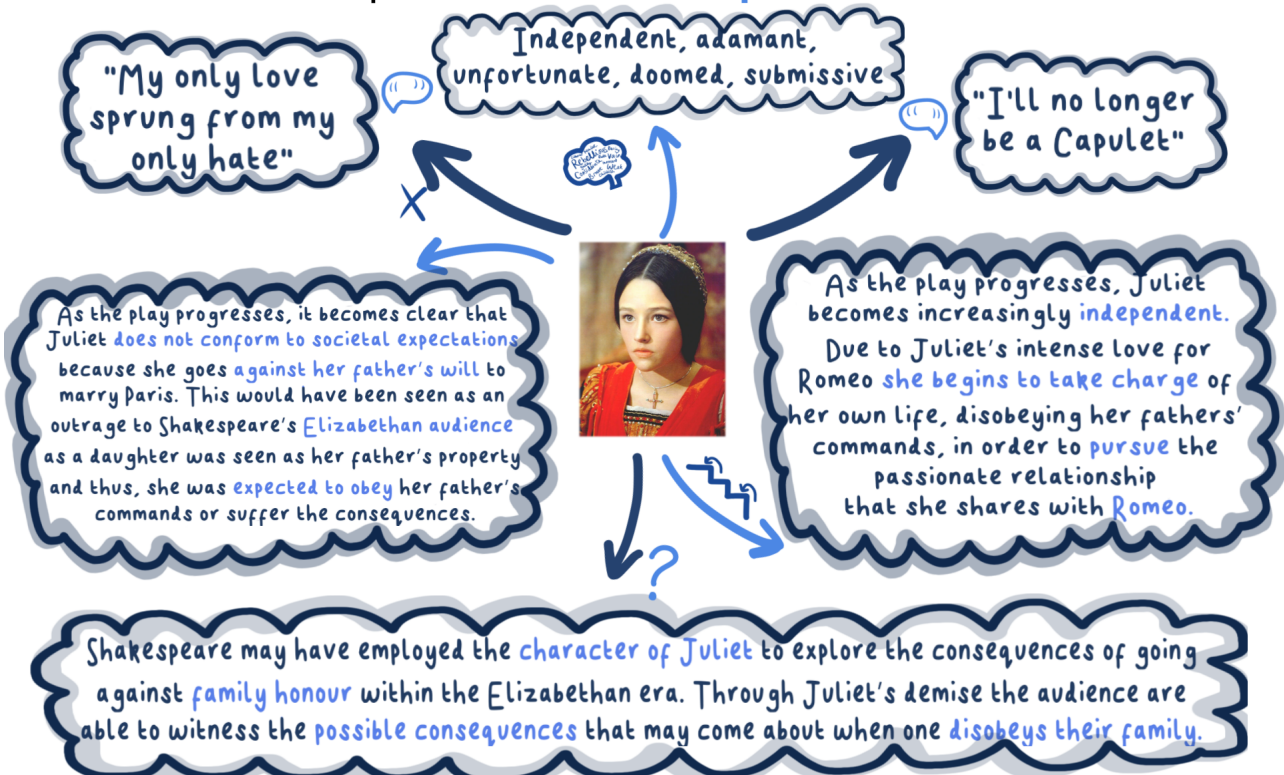 Independent, adamant,
unfortunate, doomed, submissive
"My only love
sprung from my
only hate"
"I'll no longer
be a Capulet"
As the play progresses, it becomes clear that
Juliet does not conform to societal expectations
because she goes against her father's will to
marry Paris. This would have been seen as an
outrage to Shakespeare's Elizabethan audience
as a daughter was seen as her father's property
and thus, she was expected to obey her father's
commands or suffer the consequences.
As the play progresses, Juliet
becomes increasingly independent.
Due to Juliet's intense love for
Romeo she begins to take charge of
her own life, disobeying her fathers'
commands, in order to pursue the
passionate relationship
that she shares with Romeo.
?
Shakespeare may have employed the character of Juliet to explore the consequences of going
against family honour within the Elizabethan era. Through Juliet's demise the audience are
able to witness the possible consequences that may come about when one disobeys their family.